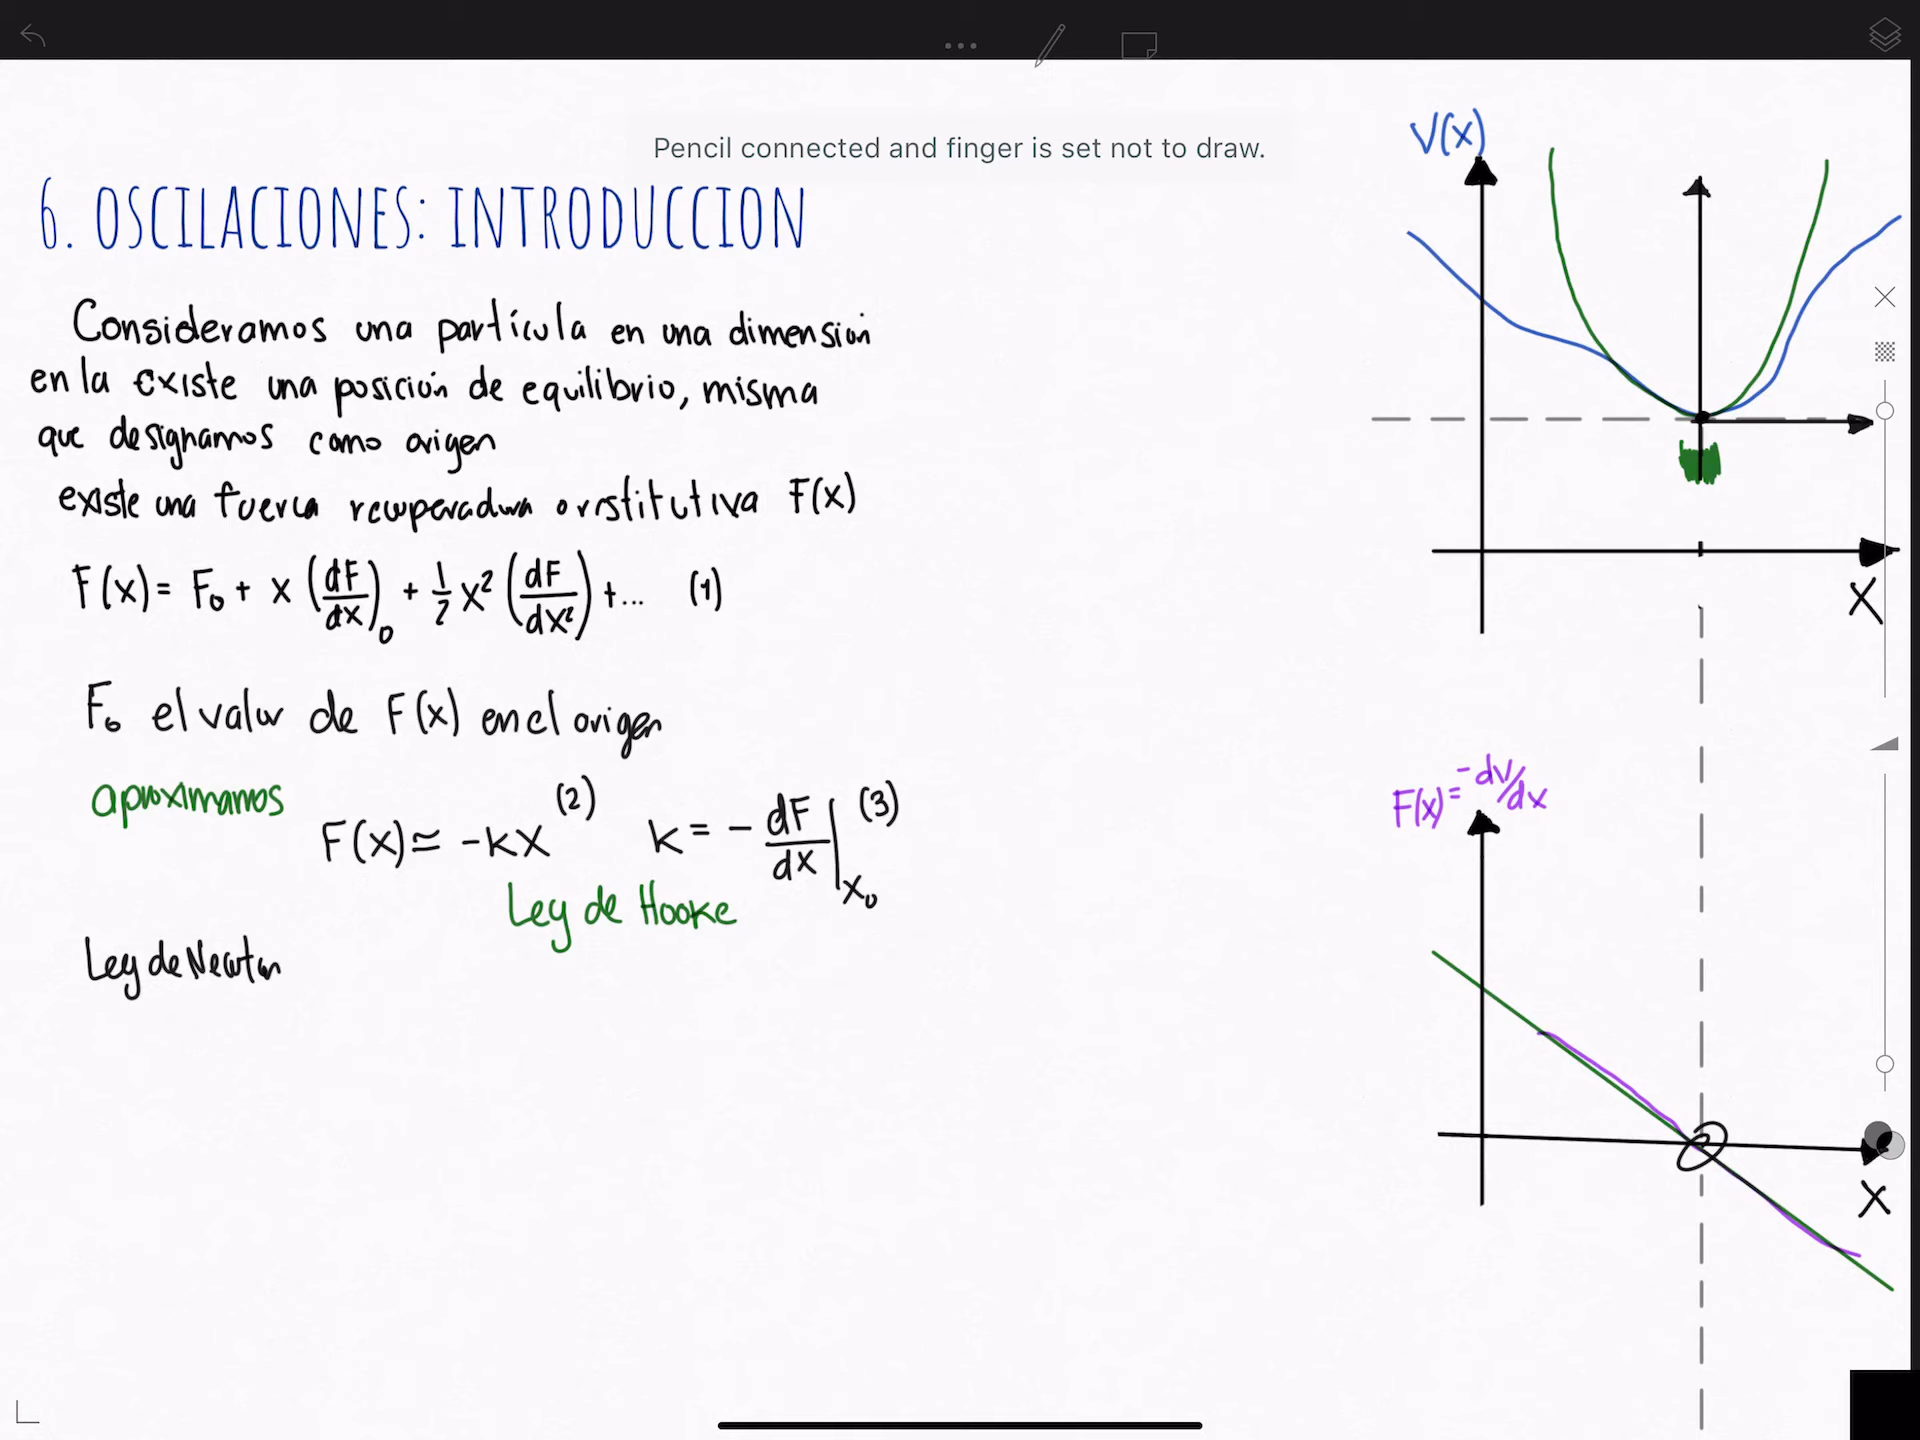 Pencil connected and finger is set not to draw.
6. OSCILACIONES: INTRODUCCION
Consideramos una partícula en una dimensión
en la existe una posición de equilibrio, misma
que designamos como origen
existe una fuerza recuperadora o restitutiva F(x)
F(x) = F₀ + x (dF/dx)₀ + 1/2 x² (dF/dx²) + ... (1)
F₀ el valor de F(x) en el origen
aproximamos
F(x) ≃ -kx (2) k = - dF/dx |x₀ (3)
Ley de Hooke
Ley de Newton
V(x)
X
F(x) = -dV/dx
X